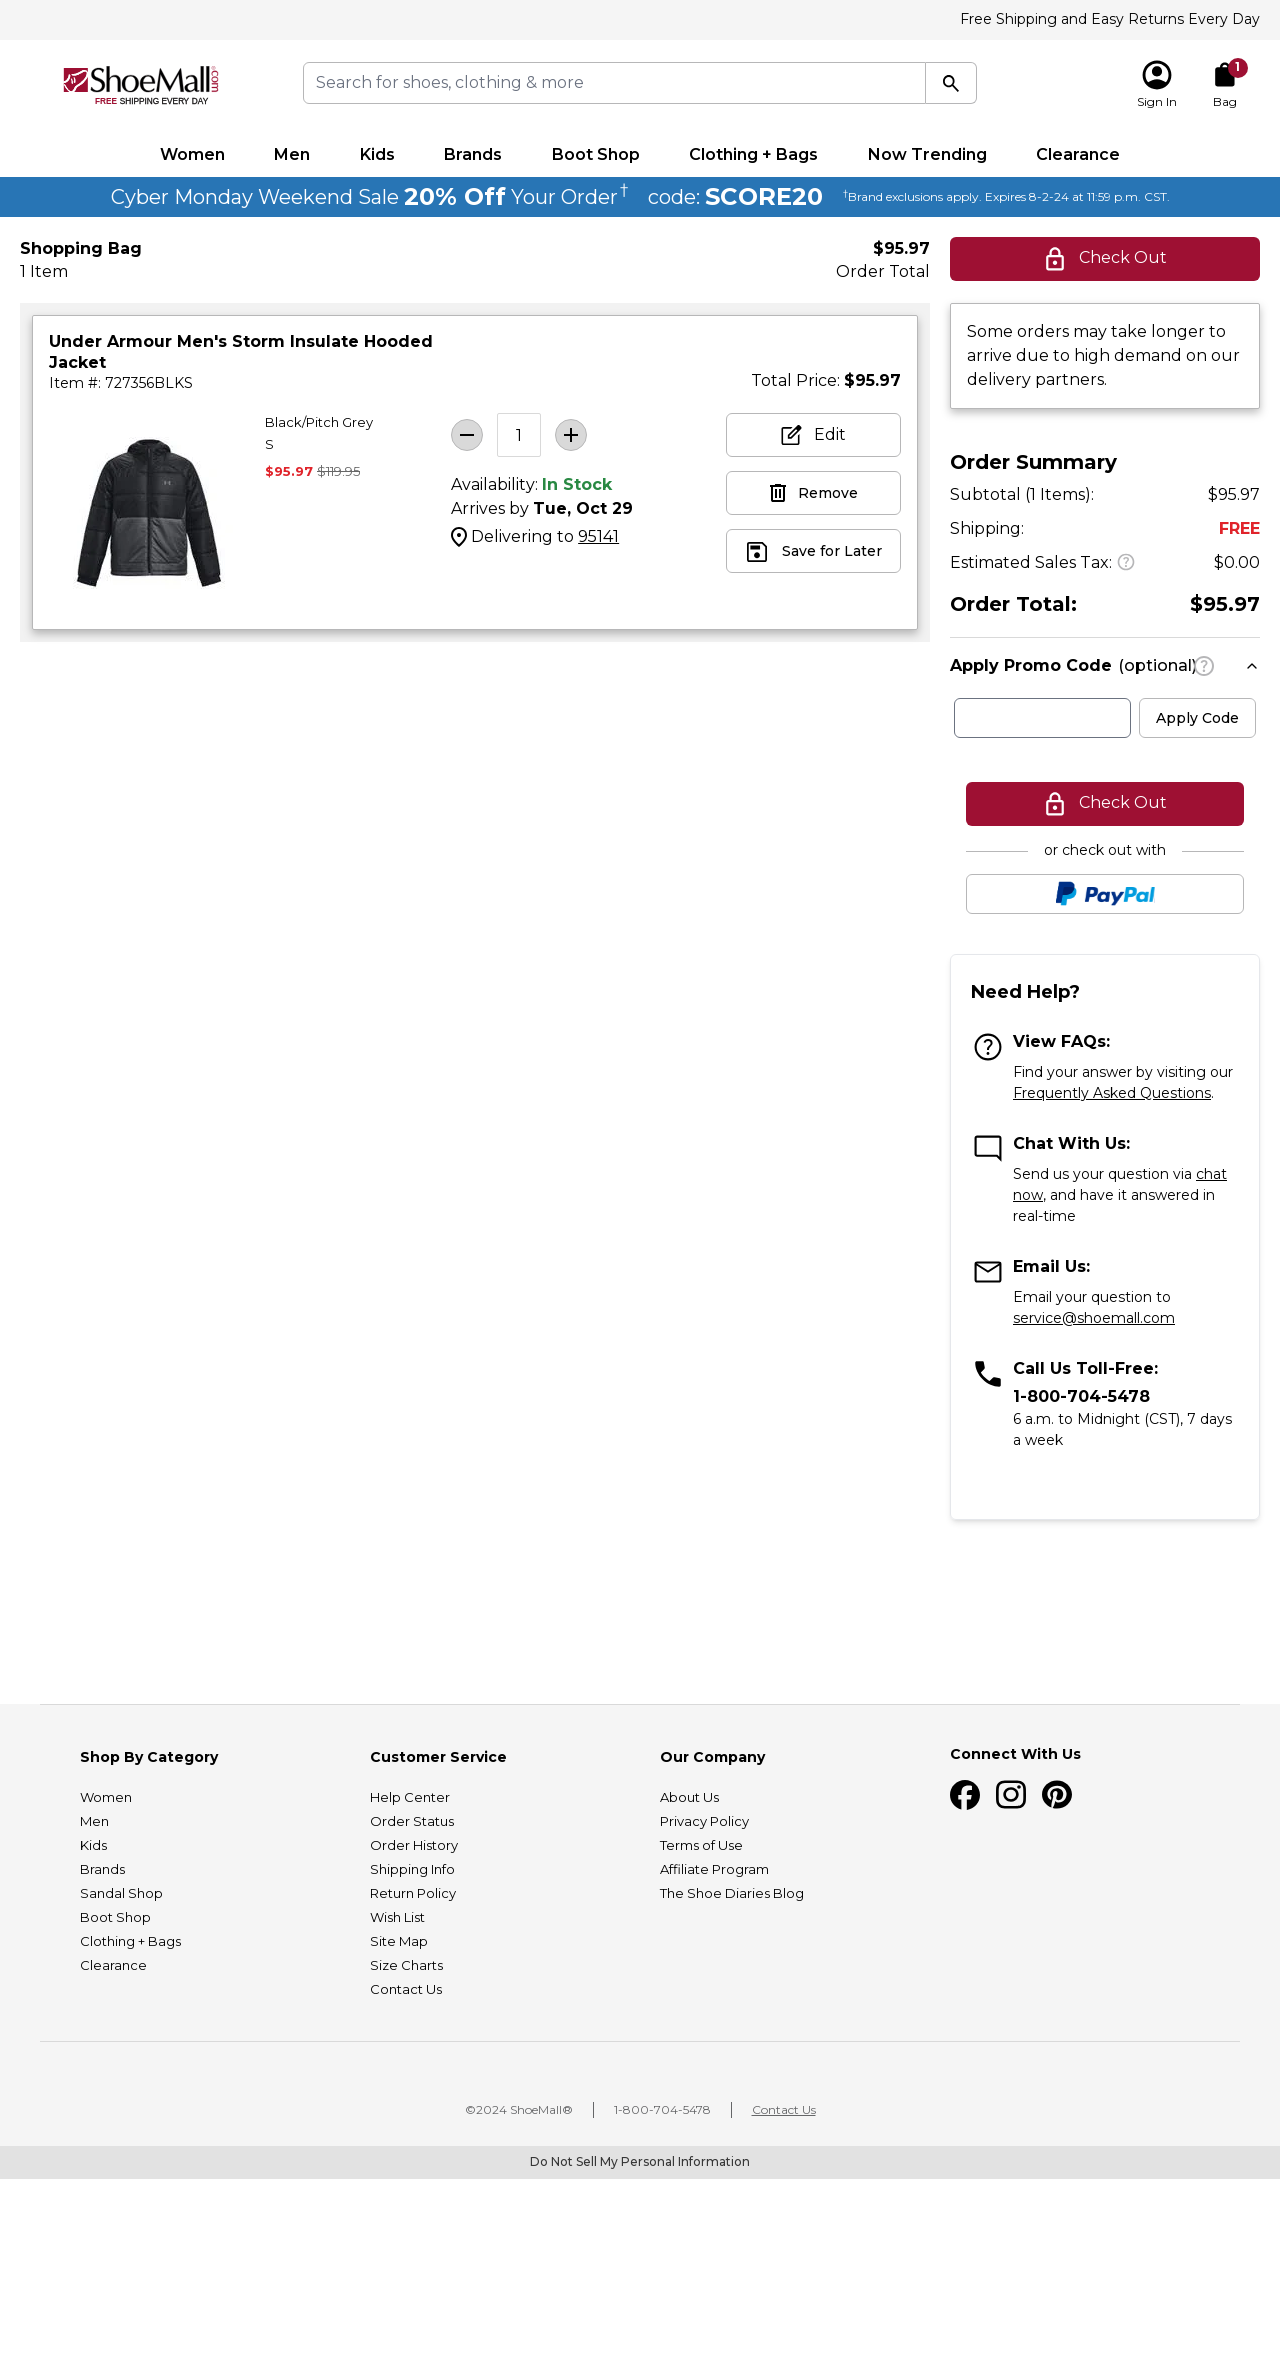 Free Shipping and Easy Returns Every Day
ShoeMall.com
FREE SHIPPING EVERY DAY
Search for shoes, clothing & more
Sign In
1
Bag
Women Men Kids Brands Boot Shop Clothing + Bags Now Trending Clearance
Cyber Monday Weekend Sale 20% Off Your Order† code: SCORE20 †Brand exclusions apply. Expires 8-2-24 at 11:59 p.m. CST.
Shopping Bag
1 Item
$95.97
Order Total
Check Out
Under Armour Men's Storm Insulate Hooded
Jacket
Item #: 727356BLKS
Total Price: $95.97
Black/Pitch Grey
S
$95.97 $119.95
1
Availability: In Stock
Arrives by Tue, Oct 29
Delivering to 95141
Edit
Remove
Save for Later
Some orders may take longer to
arrive due to high demand on our
delivery partners.
Order Summary
Subtotal (1 Items): $95.97
Shipping: FREE
Estimated Sales Tax: ? $0.00
Order Total: $95.97
Apply Promo Code (optional) ?
Apply Code
Check Out
or check out with
PayPal
Need Help?
View FAQs:
Find your answer by visiting our
Frequently Asked Questions.
Chat With Us:
Send us your question via chat
now, and have it answered in
real-time
Email Us:
Email your question to
service@shoemall.com
Call Us Toll-Free:
1-800-704-5478
6 a.m. to Midnight (CST), 7 days
a week
Shop By Category
Women
Men
Kids
Brands
Sandal Shop
Boot Shop
Clothing + Bags
Clearance
Customer Service
Help Center
Order Status
Order History
Shipping Info
Return Policy
Wish List
Site Map
Size Charts
Contact Us
Our Company
About Us
Privacy Policy
Terms of Use
Affiliate Program
The Shoe Diaries Blog
Connect With Us
©2024 ShoeMall® 1-800-704-5478 Contact Us
Do Not Sell My Personal Information